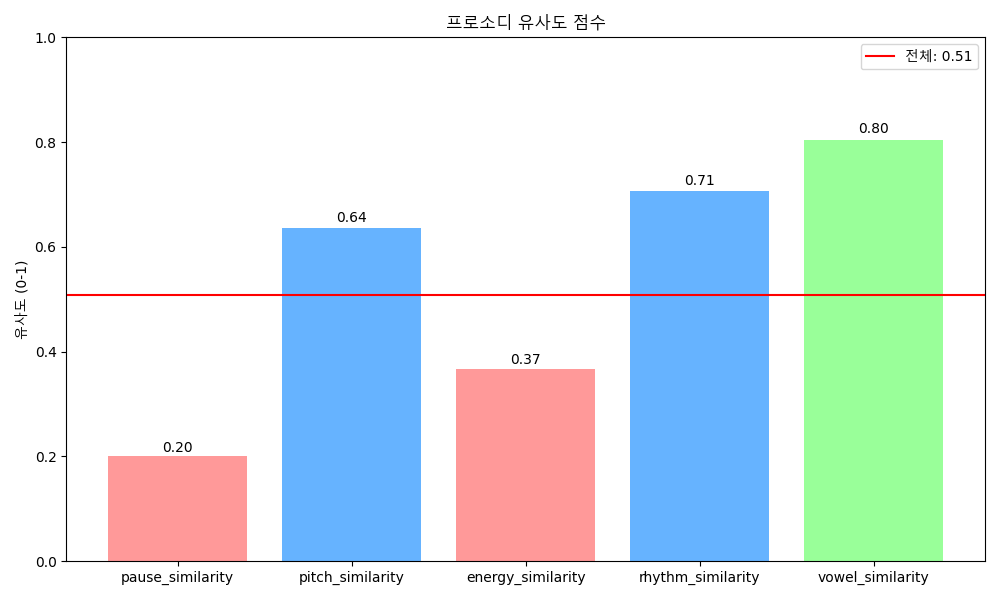 프로소디 유사도 점수
전체: 0.51
유사도 (0-1)
1.0
0.8
0.6
0.4
0.2
0.0
0.20
0.64
0.37
0.71
0.80
pause_similarity
pitch_similarity
energy_similarity
rhythm_similarity
vowel_similarity